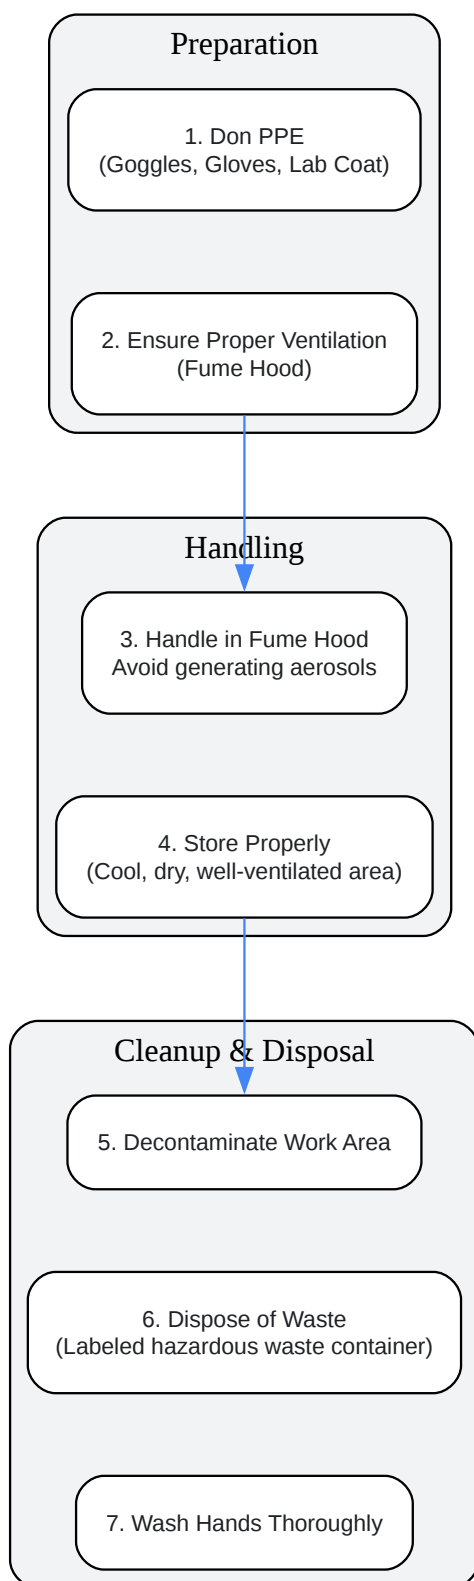 Preparation
1. Don PPE
(Goggles, Gloves, Lab Coat)
2. Ensure Proper Ventilation
(Fume Hood)
Handling
3. Handle in Fume Hood
Avoid generating aerosols
4. Store Properly
(Cool, dry, well-ventilated area)
Cleanup & Disposal
5. Decontaminate Work Area
6. Dispose of Waste
(Labeled hazardous waste container)
7. Wash Hands Thoroughly